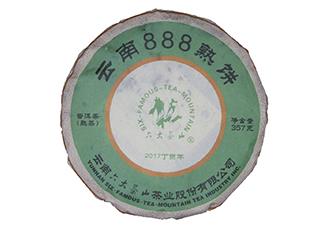 云南888熟饼
SIX-FAMOUS-TEA-MOUNTAIN
®
普洱茶
(熟茶)
净含量
357克
六大茶山
2017丁酉年
云南六大茶山茶业股份有限公司
YUNNAN SIX-FAMOUS-TEA-MOUNTAIN TEA INDUSTRY INC.